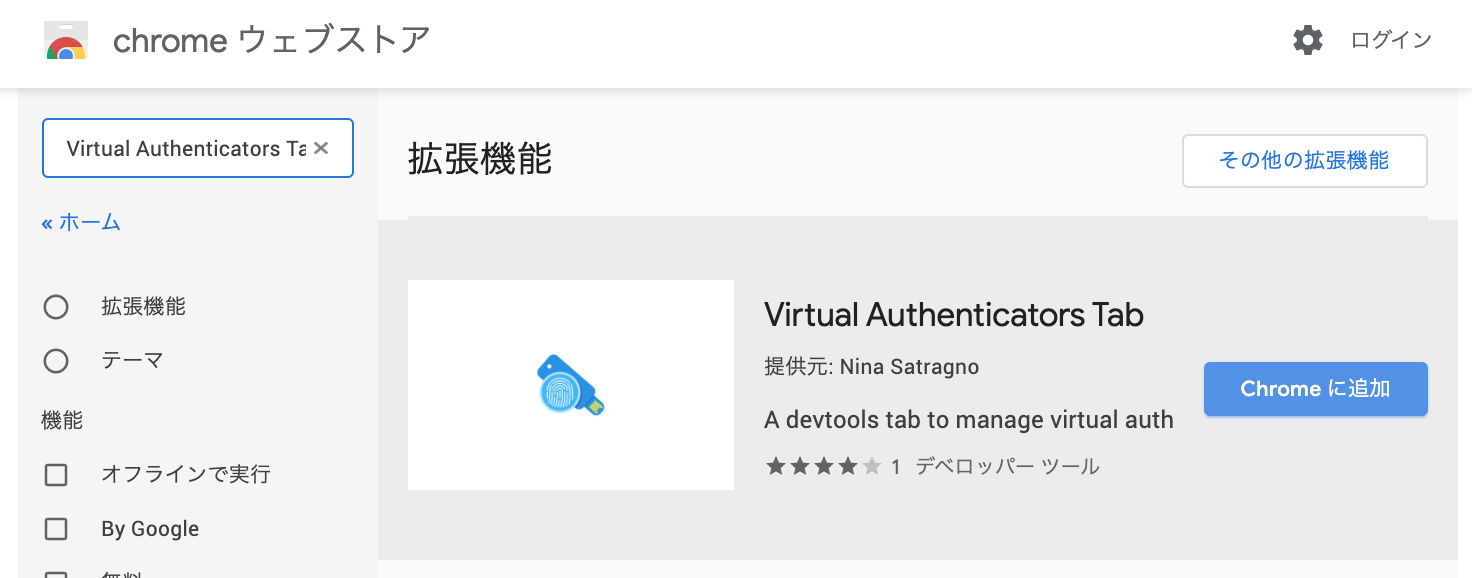 chrome ウェブストア
ログイン
Virtual Authenticators Ta
« ホーム
拡張機能
テーマ
機能
オフラインで実行
By Google
無料
拡張機能
その他の拡張機能
Virtual Authenticators Tab
提供元: Nina Satragno
A devtools tab to manage virtual auth
1 デベロッパー ツール
Chrome に追加